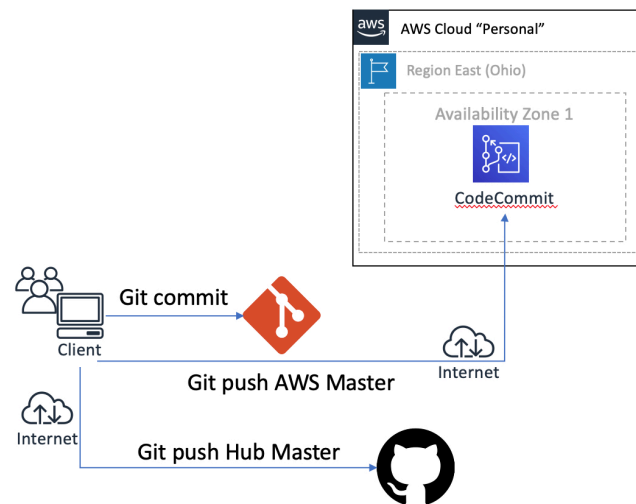 aws
AWS Cloud “Personal”
Region East (Ohio)
Availability Zone 1
</>
CodeCommit
Git commit
Client
Git push AWS Master
Internet
Internet
Git push Hub Master